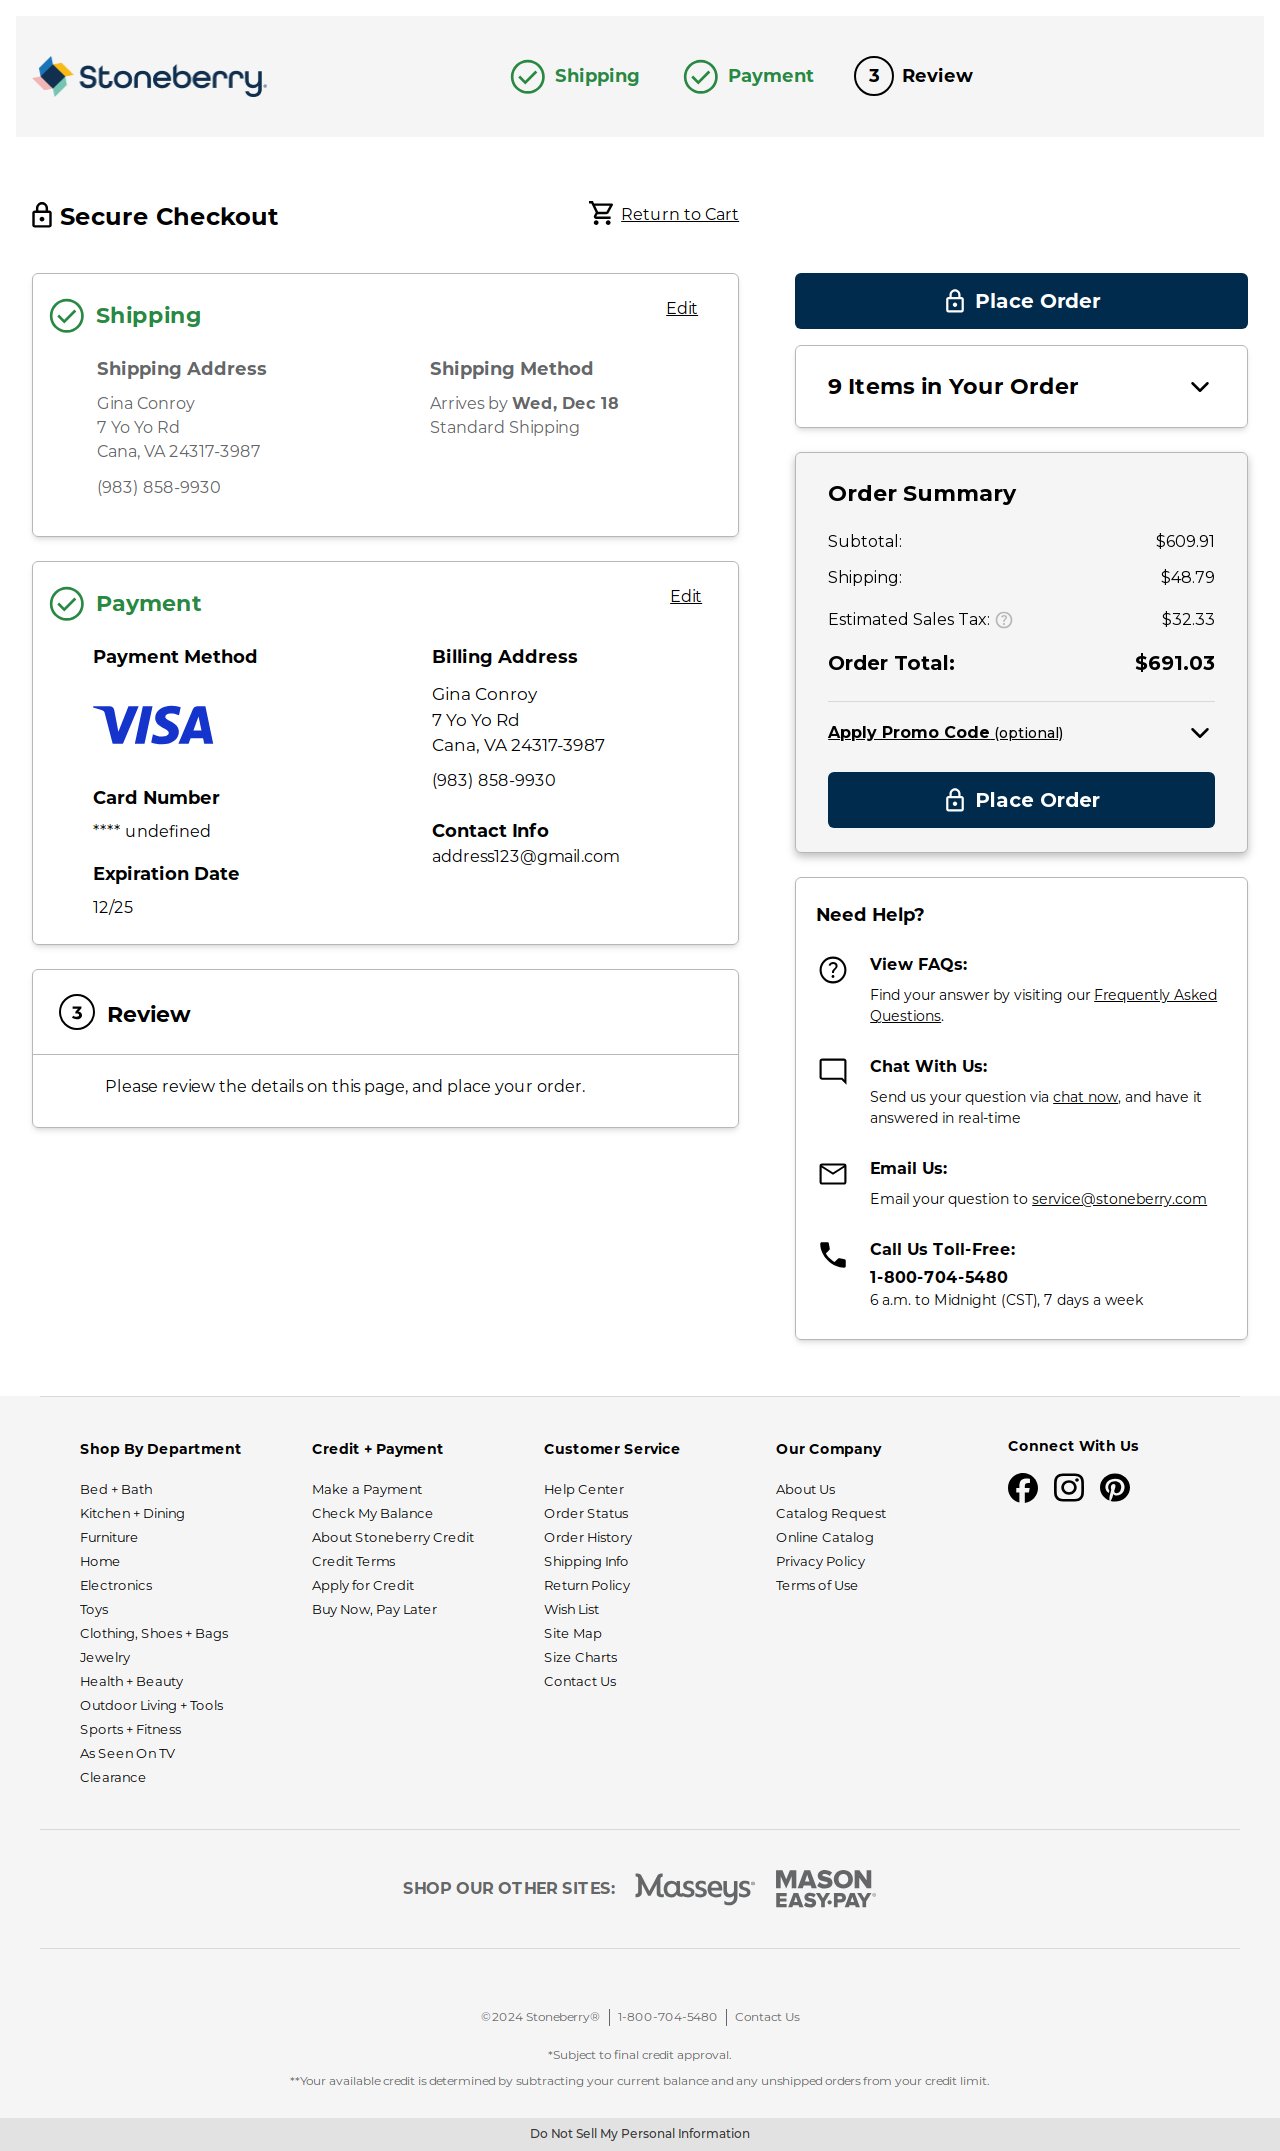 Stoneberry.
Shipping
Payment
3 Review
Secure Checkout
Return to Cart
Shipping
Edit
Shipping Address
Gina Conroy
7 Yo Yo Rd
Cana, VA 24317-3987
(983) 858-9930
Shipping Method
Arrives by Wed, Dec 18
Standard Shipping
Payment
Edit
Payment Method
VISA
Card Number
**** undefined
Expiration Date
12/25
Billing Address
Gina Conroy
7 Yo Yo Rd
Cana, VA 24317-3987
(983) 858-9930
Contact Info
address123@gmail.com
3 Review
Please review the details on this page, and place your order.
Place Order
9 Items in Your Order
Order Summary
Subtotal: $609.91
Shipping: $48.79
Estimated Sales Tax: ? $32.33
Order Total: $691.03
Apply Promo Code (optional)
Place Order
Need Help?
View FAQs:
Find your answer by visiting our Frequently Asked
Questions.
Chat With Us:
Send us your question via chat now, and have it
answered in real-time
Email Us:
Email your question to service@stoneberry.com
Call Us Toll-Free:
1-800-704-5480
6 a.m. to Midnight (CST), 7 days a week
Shop By Department
Bed + Bath
Kitchen + Dining
Furniture
Home
Electronics
Toys
Clothing, Shoes + Bags
Jewelry
Health + Beauty
Outdoor Living + Tools
Sports + Fitness
As Seen On TV
Clearance
Credit + Payment
Make a Payment
Check My Balance
About Stoneberry Credit
Credit Terms
Apply for Credit
Buy Now, Pay Later
Customer Service
Help Center
Order Status
Order History
Shipping Info
Return Policy
Wish List
Site Map
Size Charts
Contact Us
Our Company
About Us
Catalog Request
Online Catalog
Privacy Policy
Terms of Use
Connect With Us
SHOP OUR OTHER SITES:
Masseys®
MASON
EASY•PAY®
©2024 Stoneberry® | 1-800-704-5480 | Contact Us
*Subject to final credit approval.
**Your available credit is determined by subtracting your current balance and any unshipped orders from your credit limit.
Do Not Sell My Personal Information